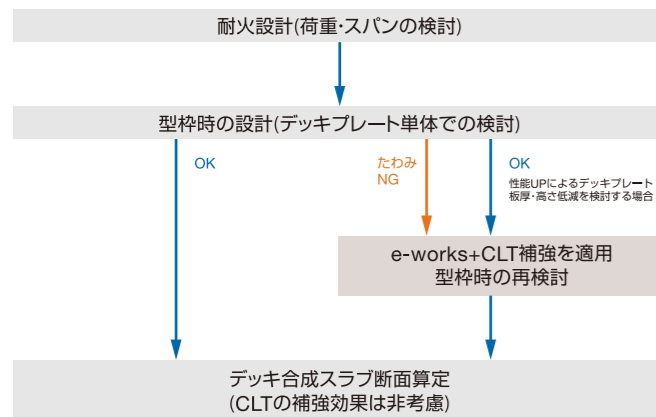 耐火設計(荷重・スパンの検討)
型枠時の設計(デッキプレート単体での検討)
OK
たわみ
NG
OK
性能UPによるデッキプレート
板厚・高さ低減を検討する場合
e-works+CLT補強を適用
型枠時の再検討
デッキ合成スラブ断面算定
(CLTの補強効果は非考慮)